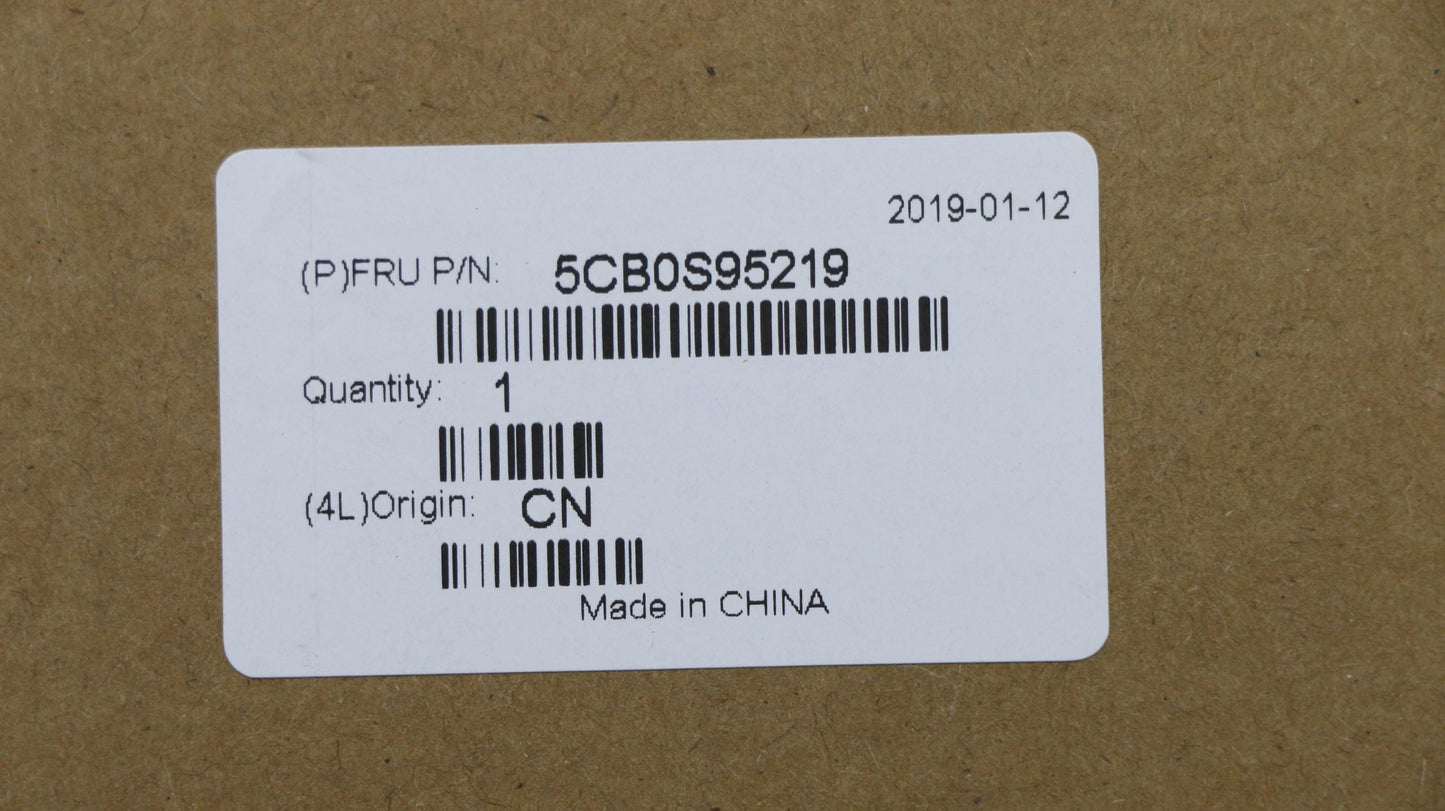 2019-01-12
(P)FRU P/N: 5CB0S95219
Quantity: 1
(4L)Origin: CN
Made in CHINA